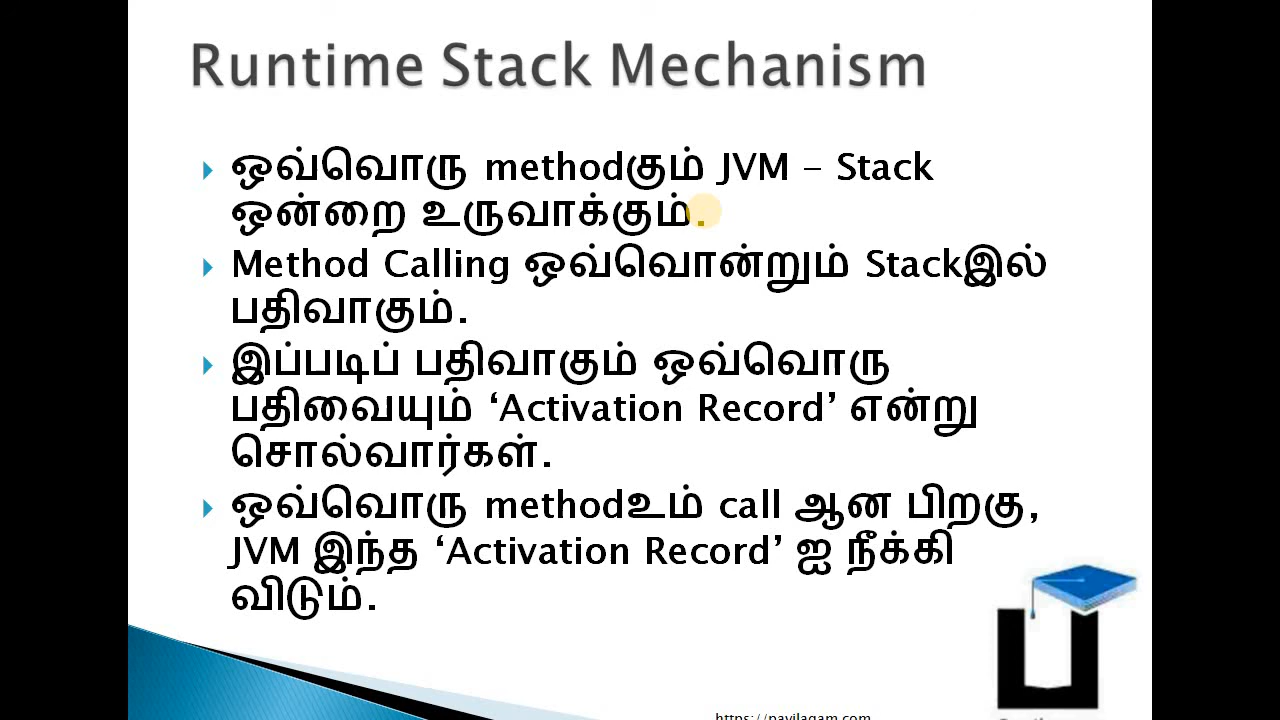 Runtime Stack Mechanism
ஒவ்வொரு methodகும் JVM – Stack
ஒன்றை உருவாக்கும்.
Method Calling ஒவ்வொன்றும் Stackஇல்
பதிவாகும்.
இப்படிப் பதிவாகும் ஒவ்வொரு
பதிவையும் ‘Activation Record’ என்று
சொல்வார்கள்.
ஒவ்வொரு methodஉம் call ஆன பிறகு,
JVM இந்த ‘Activation Record’ ஐ நீக்கி
விடும்.
https://payilagam.com